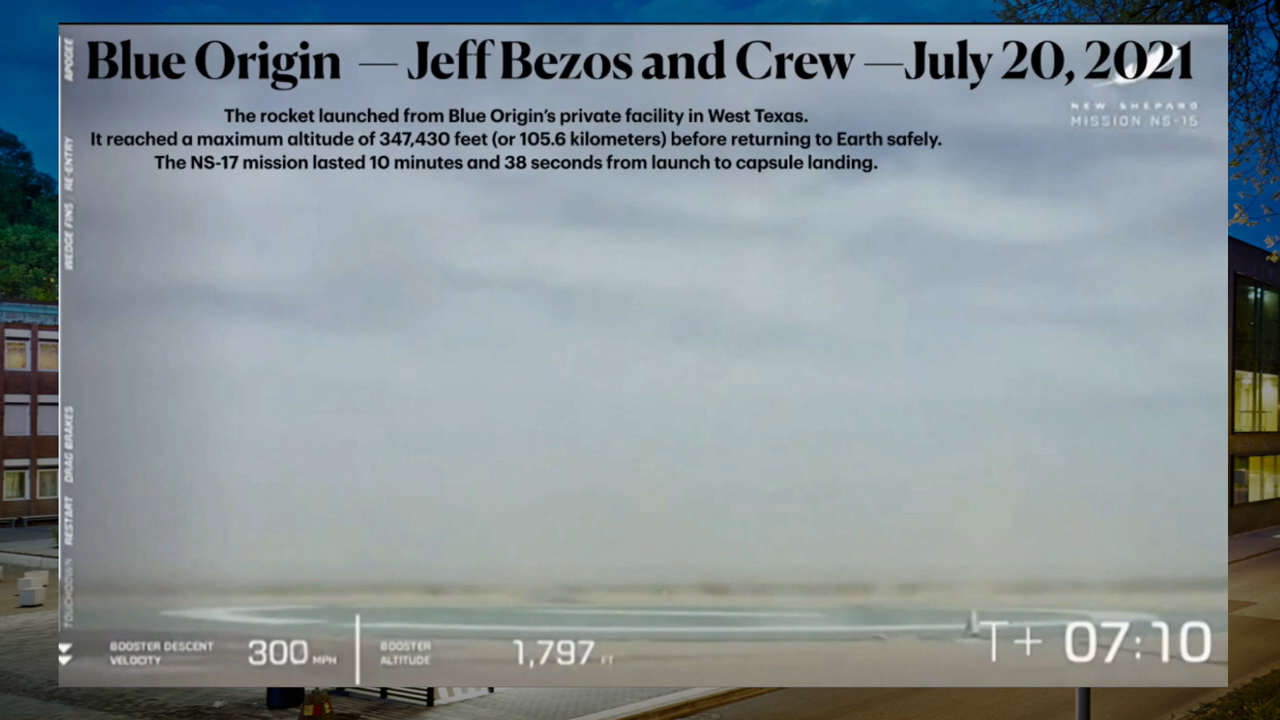 Blue Origin — Jeff Bezos and Crew —July 20, 2021
The rocket launched from Blue Origin's private facility in West Texas.
It reached a maximum altitude of 347,430 feet (or 105.6 kilometers) before returning to Earth safely.
The NS-17 mission lasted 10 minutes and 38 seconds from launch to capsule landing.
NEW SHEPARD
MISSION NS-15
APOGEE
RE-ENTRY
WEDGE FINS
DRAG BRAKES
RESTART
TOUCHDOWN
BOOSTER DESCENT
VELOCITY
300 MPH
BOOSTER
ALTITUDE
1,797 FT
T+ 07:10